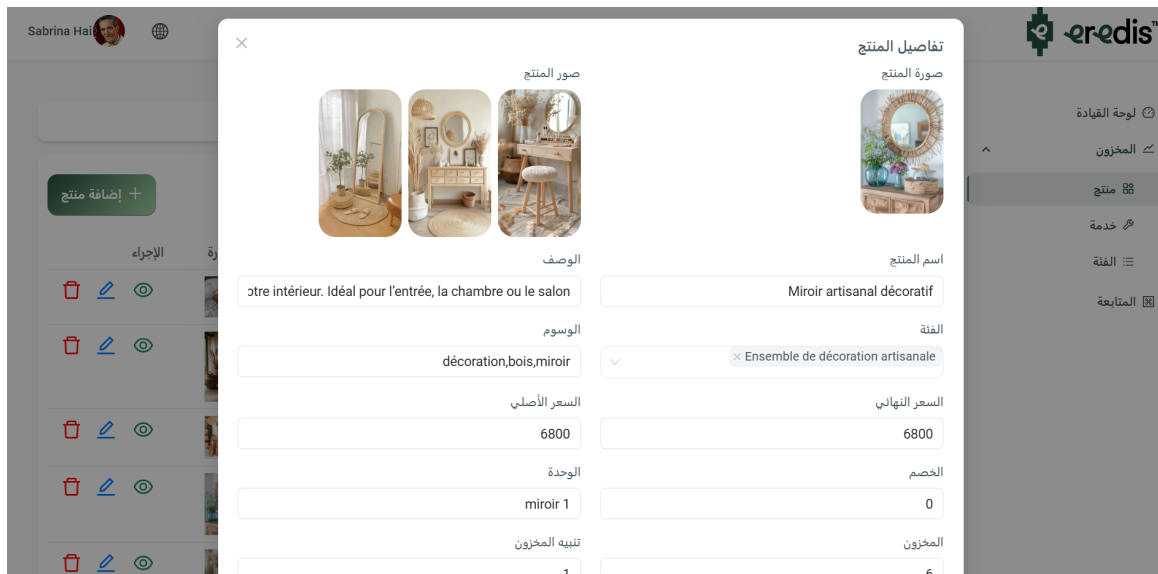 Sabrina Hai
eredis™
لوحة القيادة
المخزون
منتج
خدمة
الفئة
المتابعة
+ إضافة منتج
الإجراء
تفاصيل المنتج
صورة المنتج
صور المنتج
اسم المنتج
الوصف
Miroir artisanal décoratif
otre intérieur. Idéal pour l'entrée, la chambre ou le salon
الفئة
الوسوم
Ensemble de décoration artisanale
décoration,bois,miroir
السعر النهائي
السعر الأصلي
6800
6800
الخصم
الوحدة
0
miroir 1
المخزون
تنبيه المخزون
6
1